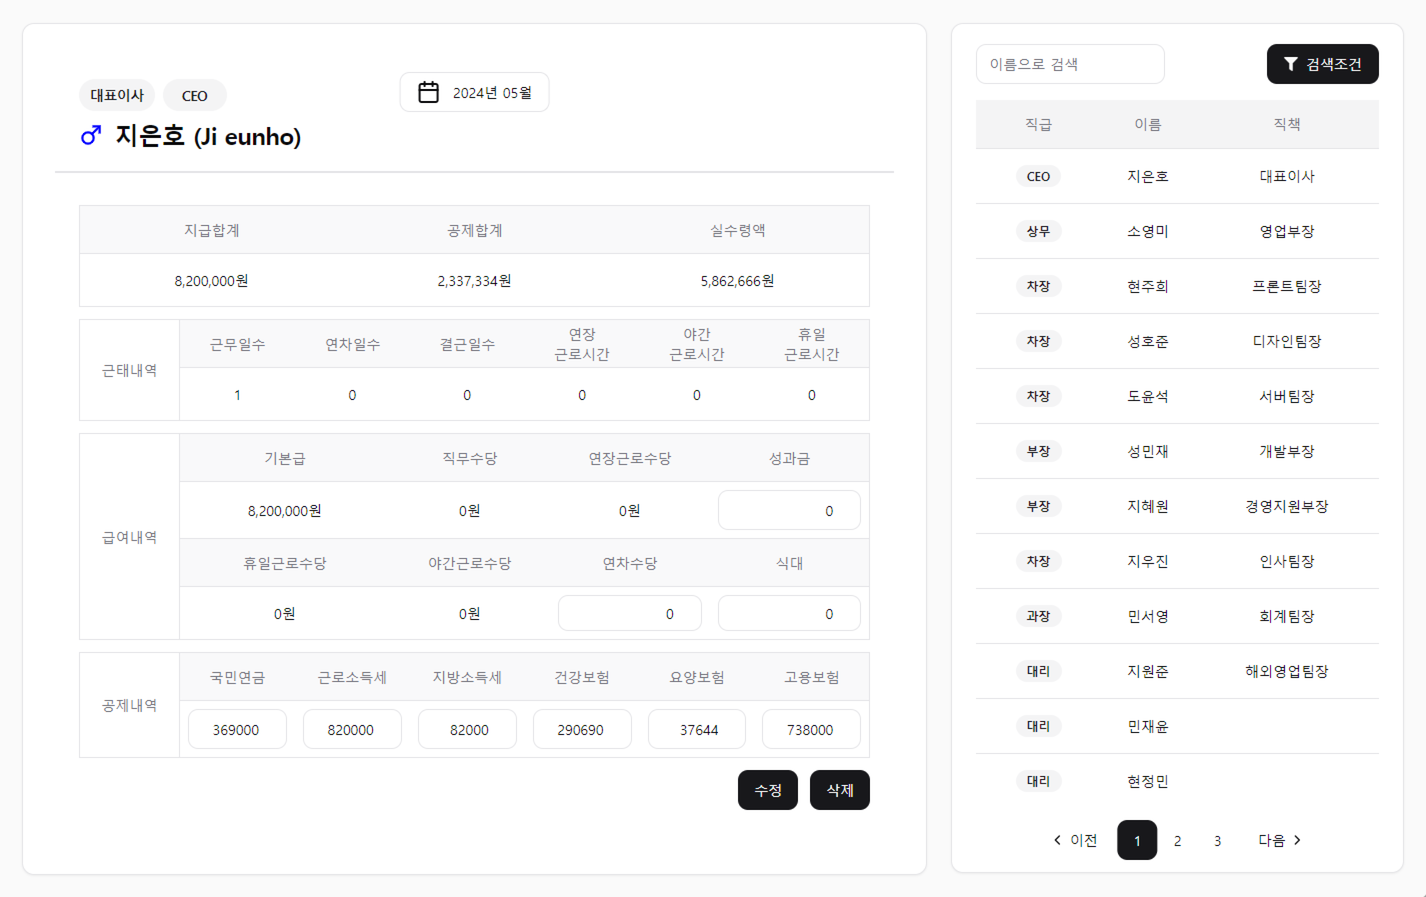 대표이사 CEO
2024년 05월
지은호 (Ji eunho)
지급합계 공제합계 실수령액
8,200,000원 2,337,334원 5,862,666원
근태내역
근무일수 연차일수 결근일수 연장 근로시간 야간 근로시간 휴일 근로시간
1 0 0 0 0 0
급여내역
기본급 직무수당 연장근로수당 성과금
8,200,000원 0원 0원 0
휴일근로수당 야간근로수당 연차수당 식대
0원 0원 0 0
공제내역
국민연금 근로소득세 지방소득세 건강보험 요양보험 고용보험
369000 820000 82000 290690 37644 738000
수정 삭제
이름으로 검색 검색조건
직급 이름 직책
CEO 지은호 대표이사
상무 소영미 영업부장
차장 현주희 프론트팀장
차장 성호준 디자인팀장
차장 도윤석 서버팀장
부장 성민재 개발부장
부장 지혜원 경영지원부장
차장 지우진 인사팀장
과장 민서영 회계팀장
대리 지원준 해외영업팀장
대리 민재윤
대리 현정민
이전 1 2 3 다음